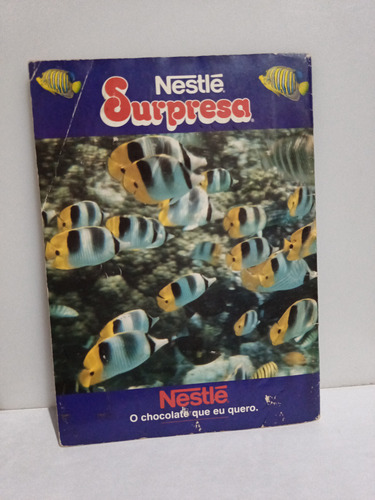 Nestlé
Surpresa
Nestlé
O chocolate que eu quero.